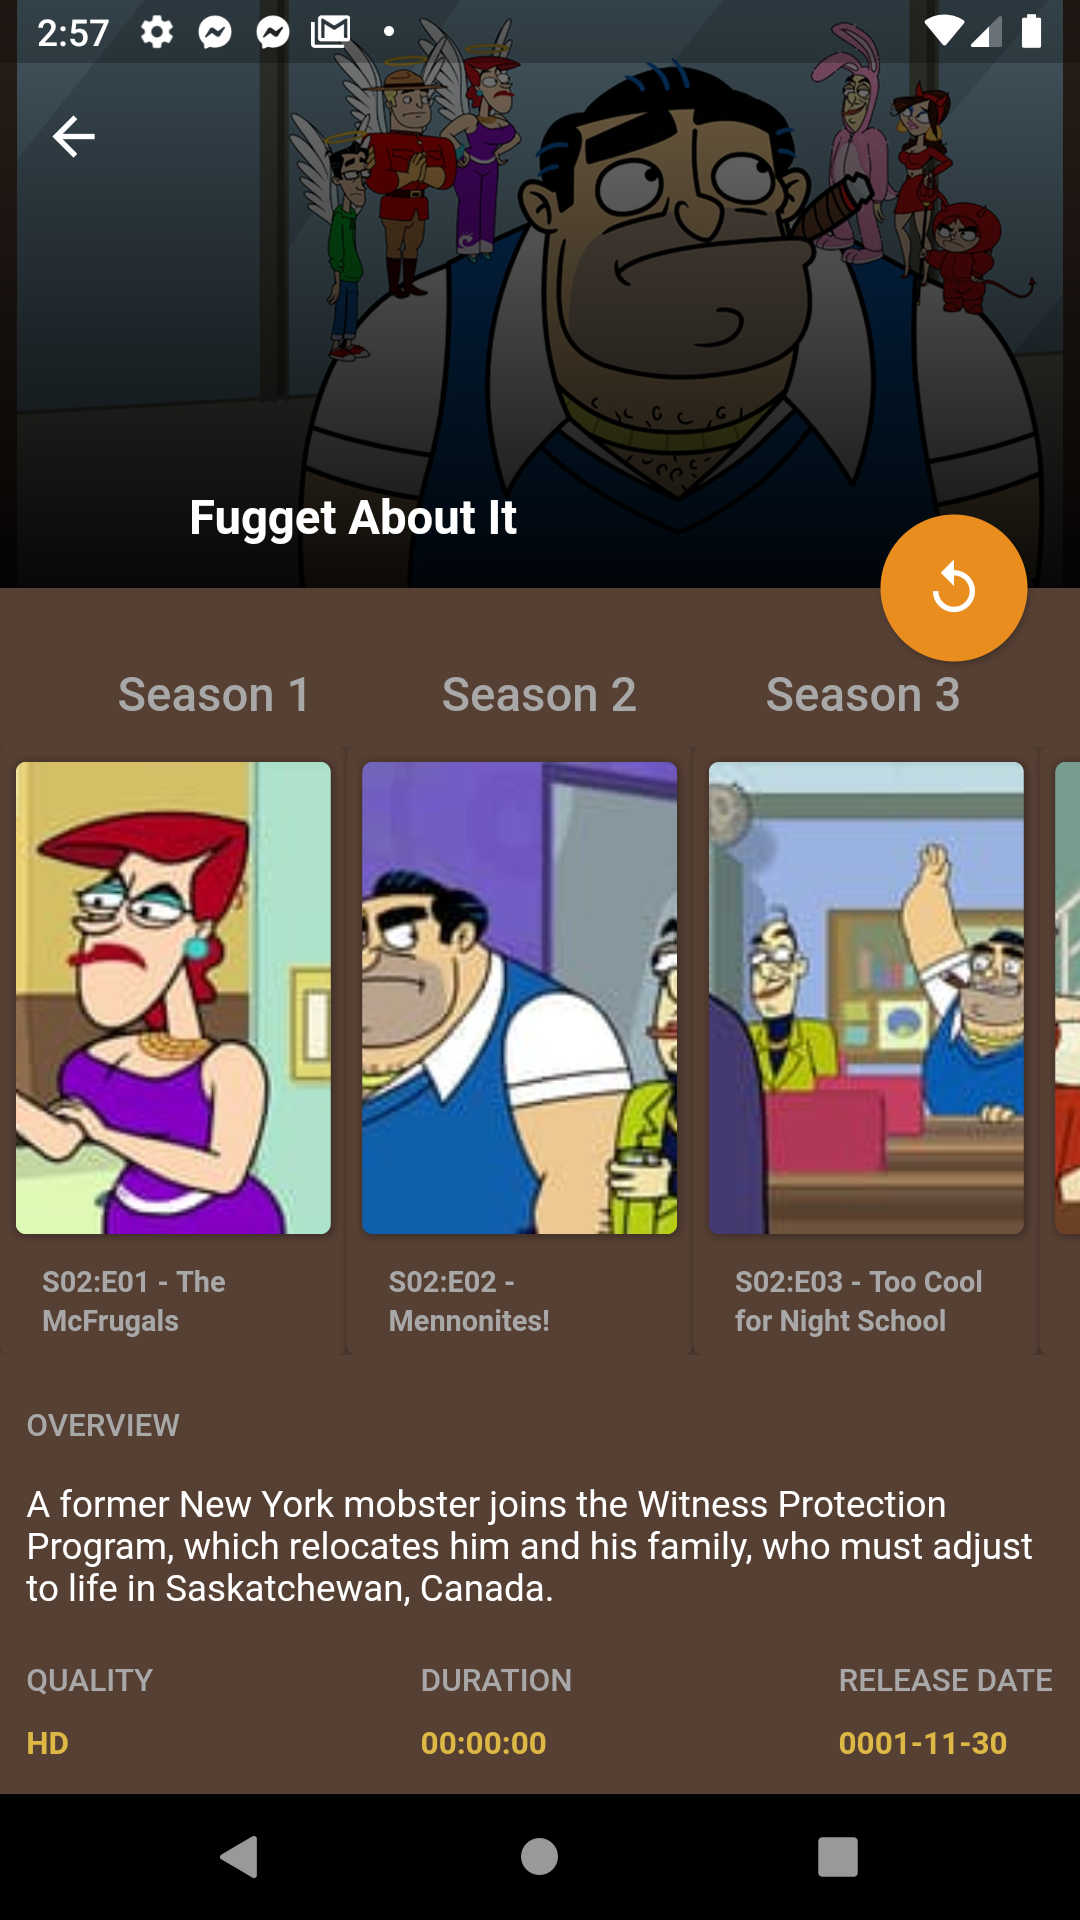 2:57
Fugget About It
Season 1 Season 2 Season 3
S02:E01 - The
McFrugals
S02:E02 -
Mennonites!
S02:E03 - Too Cool
for Night School
OVERVIEW
A former New York mobster joins the Witness Protection
Program, which relocates him and his family, who must adjust
to life in Saskatchewan, Canada.
QUALITY DURATION RELEASE DATE
HD 00:00:00 0001-11-30